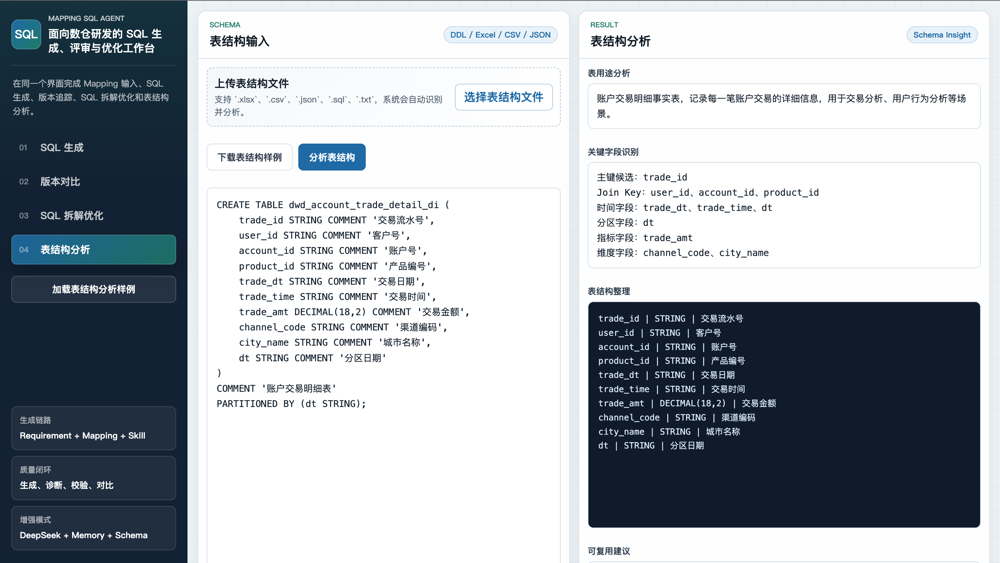 SQL
MAPPING SQL AGENT
面向数仓研发的 SQL 生
成、评审与优化工作台
在同一个界面完成 Mapping 输入、SQL
生成、版本追踪、SQL 拆解优化和表结构
分析。
01 SQL 生成
02 版本对比
03 SQL 拆解优化
04 表结构分析
加载表结构分析样例
生成链路
Requirement + Mapping + Skill
质量闭环
生成、诊断、校验、对比
增强模式
DeepSeek + Memory + Schema
SCHEMA
表结构输入
DDL / Excel / CSV / JSON
上传表结构文件
支持 `.xlsx`、`.csv`、`.json`、`.sql`、`.txt`，系统会自动识别
并分析。
选择表结构文件
下载表结构样例
分析表结构
CREATE TABLE dwd_account_trade_detail_di (
    trade_id STRING COMMENT '交易流水号',
    user_id STRING COMMENT '客户号',
    account_id STRING COMMENT '账户号',
    product_id STRING COMMENT '产品编号',
    trade_dt STRING COMMENT '交易日期',
    trade_time STRING COMMENT '交易时间',
    trade_amt DECIMAL(18,2) COMMENT '交易金额',
    channel_code STRING COMMENT '渠道编码',
    city_name STRING COMMENT '城市名称',
    dt STRING COMMENT '分区日期'
)
COMMENT '账户交易明细表'
PARTITIONED BY (dt STRING);
RESULT
表结构分析
Schema Insight
表用途分析
账户交易明细事实表，记录每一笔账户交易的详细信息，用于交易分析、用户行为分析等场
景。
关键字段识别
主键候选：trade_id
Join Key：user_id、account_id、product_id
时间字段：trade_dt、trade_time、dt
分区字段：dt
指标字段：trade_amt
维度字段：channel_code、city_name
表结构整理
trade_id | STRING | 交易流水号
user_id | STRING | 客户号
account_id | STRING | 账户号
product_id | STRING | 产品编号
trade_dt | STRING | 交易日期
trade_time | STRING | 交易时间
trade_amt | DECIMAL(18,2) | 交易金额
channel_code | STRING | 渠道编码
city_name | STRING | 城市名称
dt | STRING | 分区日期
可复用建议